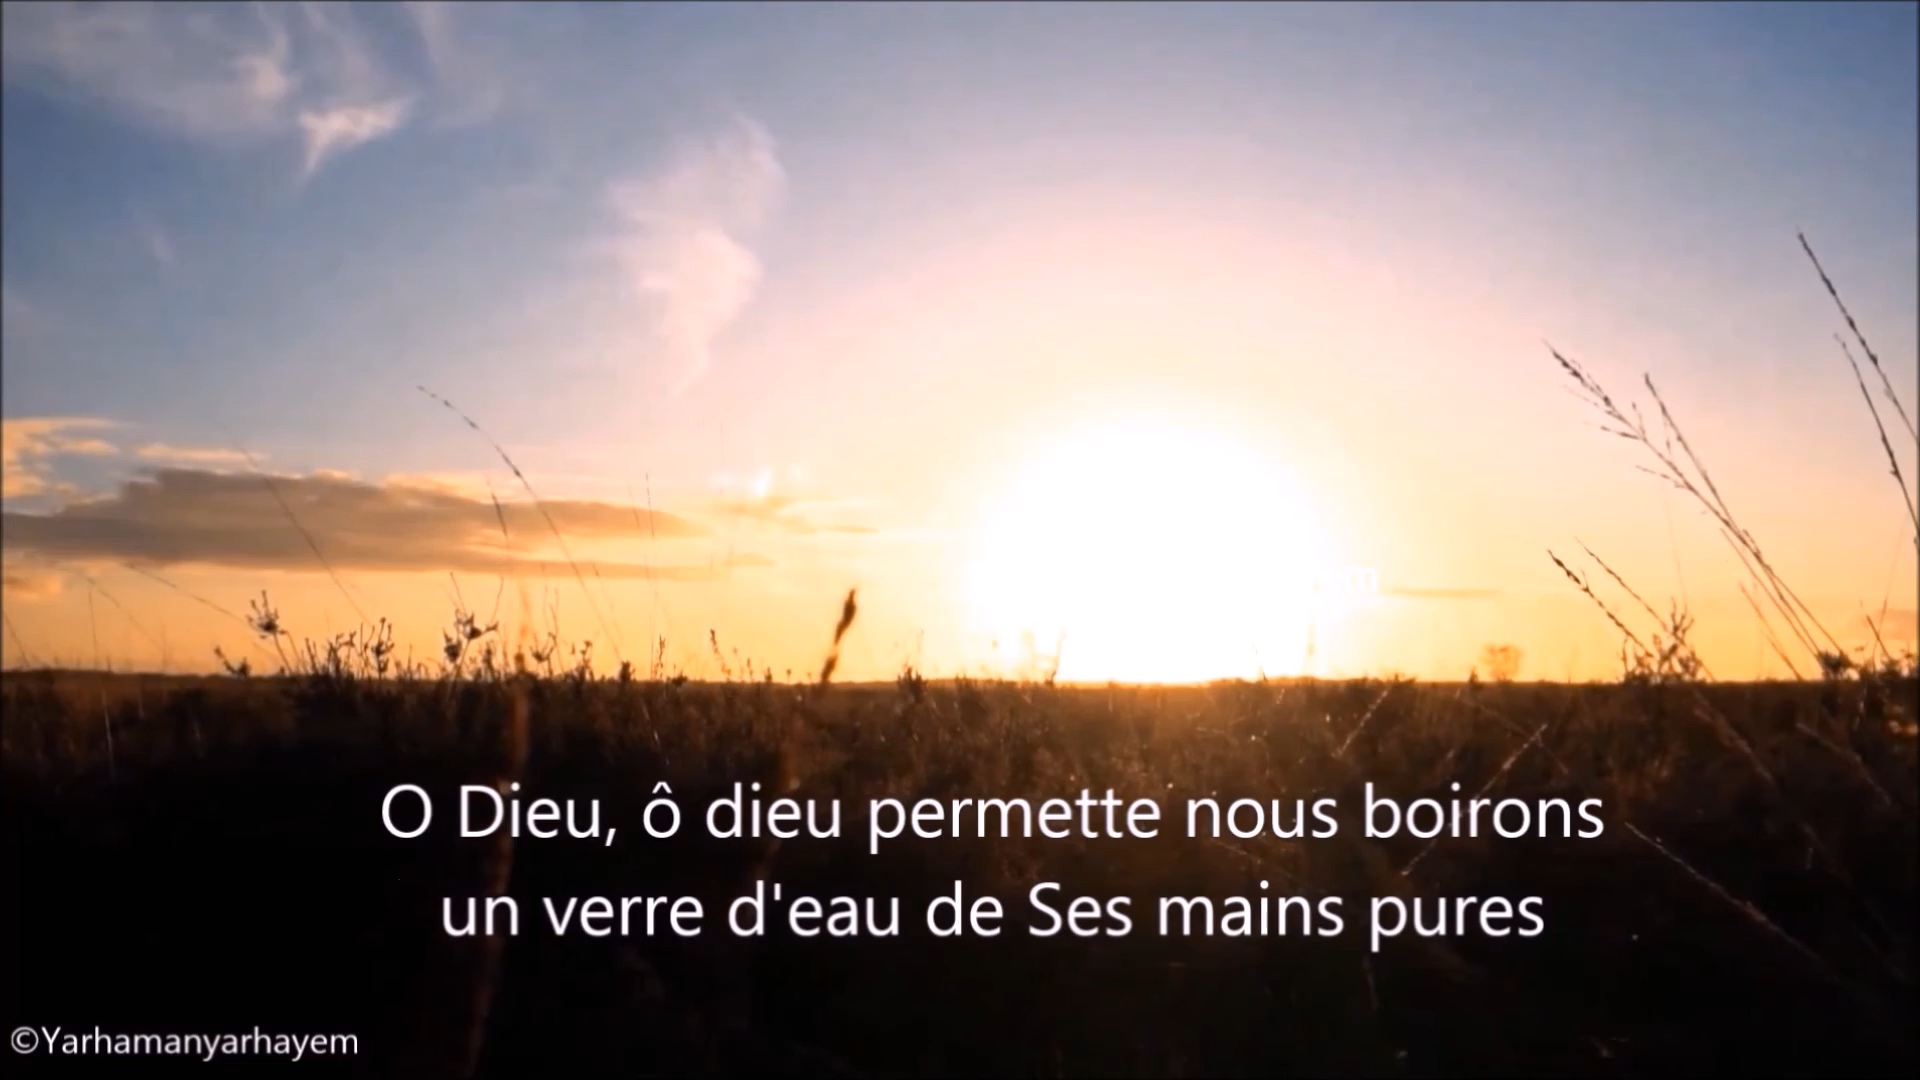 O Dieu, ô dieu permette nous boirons
un verre d'eau de Ses mains pures
©Yarhamanyarhayem